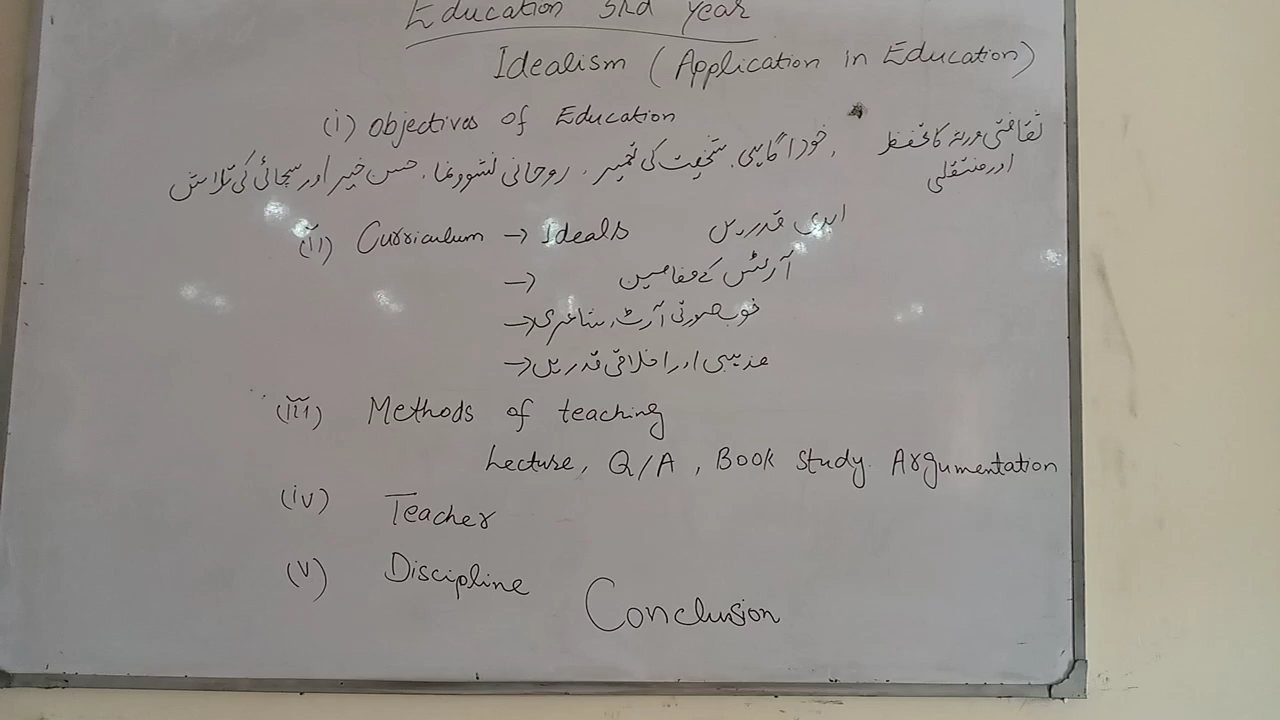 Education 3rd year
Idealism (Application in Education)
(i) Objectives of Education
ثقافتی ورثہ کا تحفظ اور منتقلی
، خود آگاہی، شخصیت کی تعمیر، روحانی نشوونما، حسن خیر اور سچائی کی تلاش
(ii) Curriculum → Ideals ابدی قدریں
→ آرٹس کے مضامین
→ خوبصورتی آرٹ، شاعری
→ مذہبی اور اخلاقی قدریں
(iii) Methods of teaching
Lecture, Q/A, Book study. Argumentation
(iv) Teacher
(v) Discipline
Conclusion